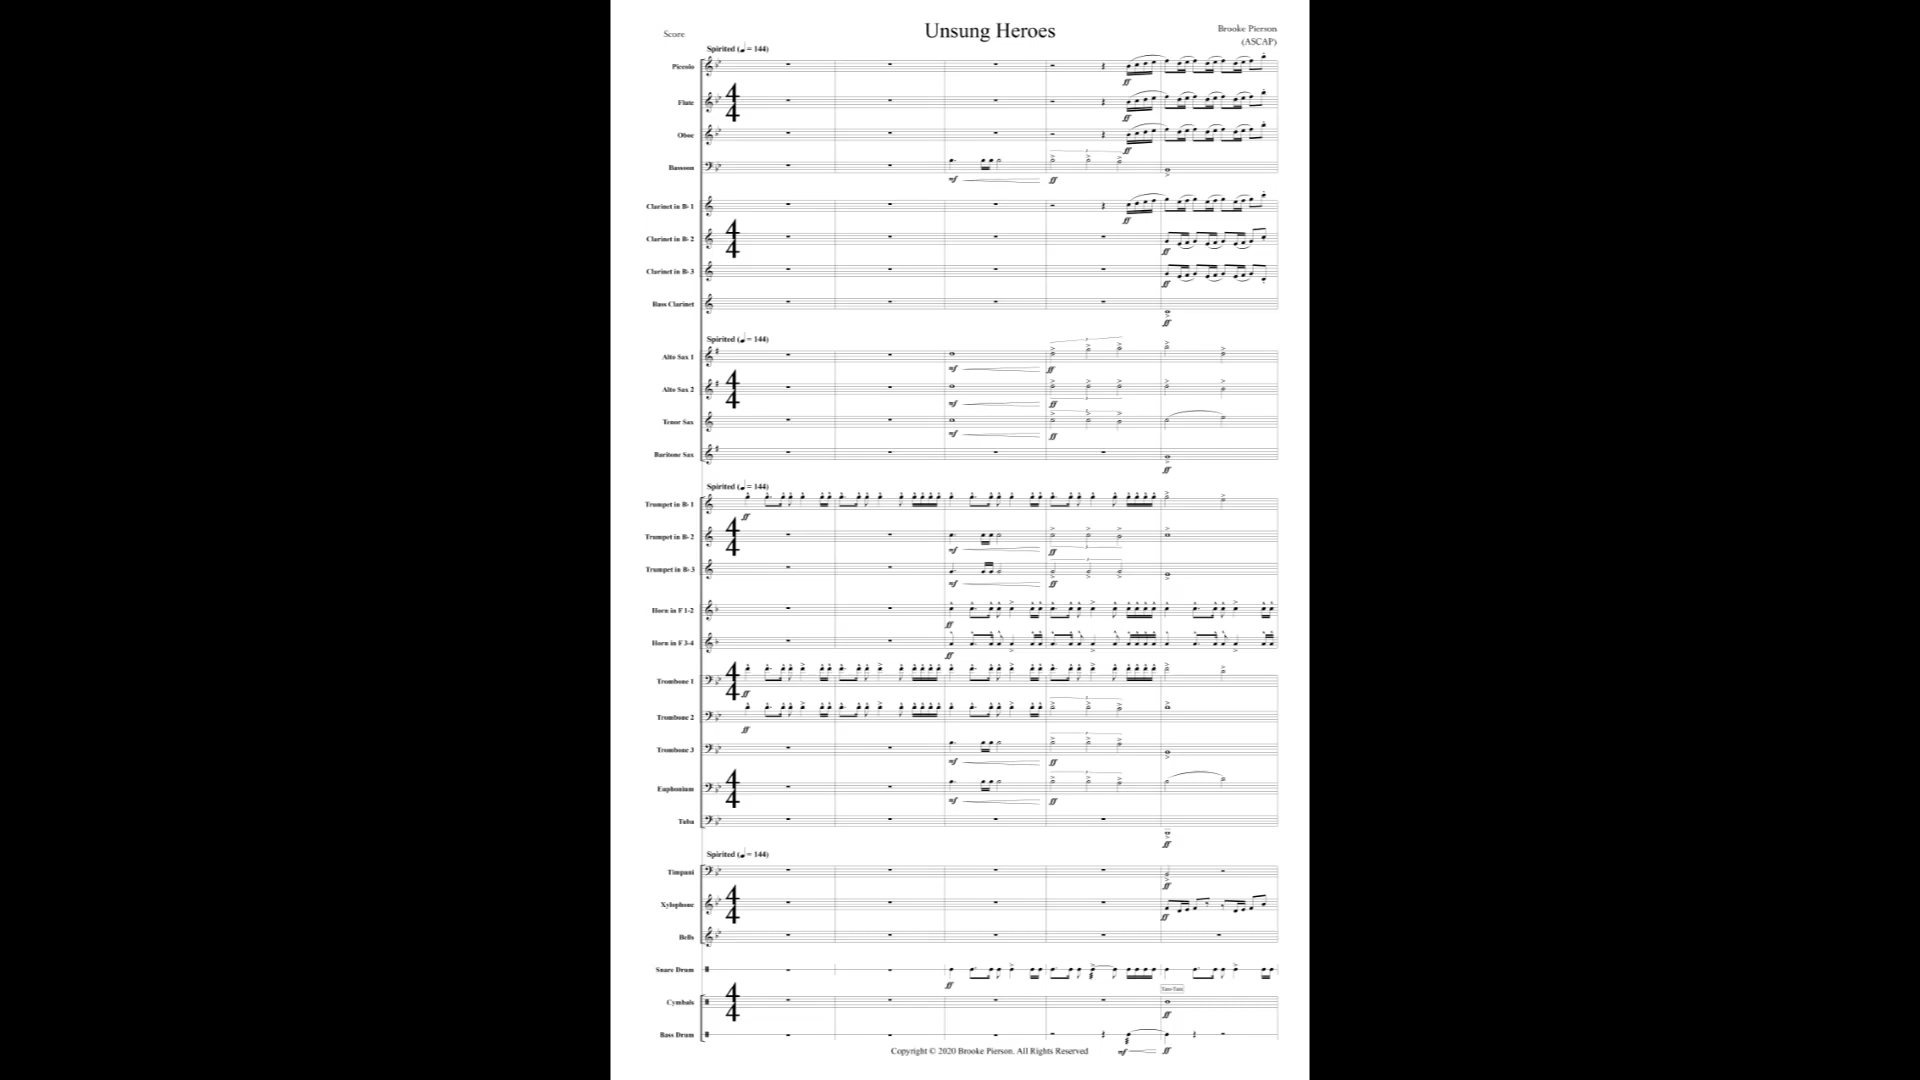 Unsung Heroes
Score
Brooke Pierson
(ASCAP)
Spirited (♩ = 144)
Piccolo
Flute
Oboe
Bassoon
Clarinet in B♭ 1
Clarinet in B♭ 2
Clarinet in B♭ 3
Bass Clarinet
Spirited (♩ = 144)
Alto Sax 1
Alto Sax 2
Tenor Sax
Baritone Sax
Spirited (♩ = 144)
Trumpet in B♭ 1
Trumpet in B♭ 2
Trumpet in B♭ 3
Horn in F 1-2
Horn in F 3-4
Trombone 1
Trombone 2
Trombone 3
Euphonium
Tuba
Spirited (♩ = 144)
Timpani
Xylophone
Bells
Snare Drum
Tam-Tam
Cymbals
Bass Drum
Copyright © 2020 Brooke Pierson. All Rights Reserved